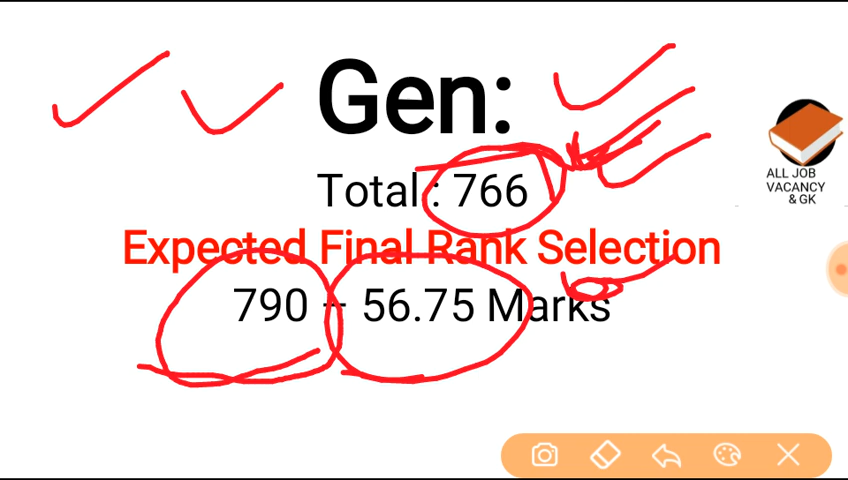 Gen:
Total : 766
Expected Final Rank Selection
790 – 56.75 Marks
ALL JOB
VACANCY
& GK